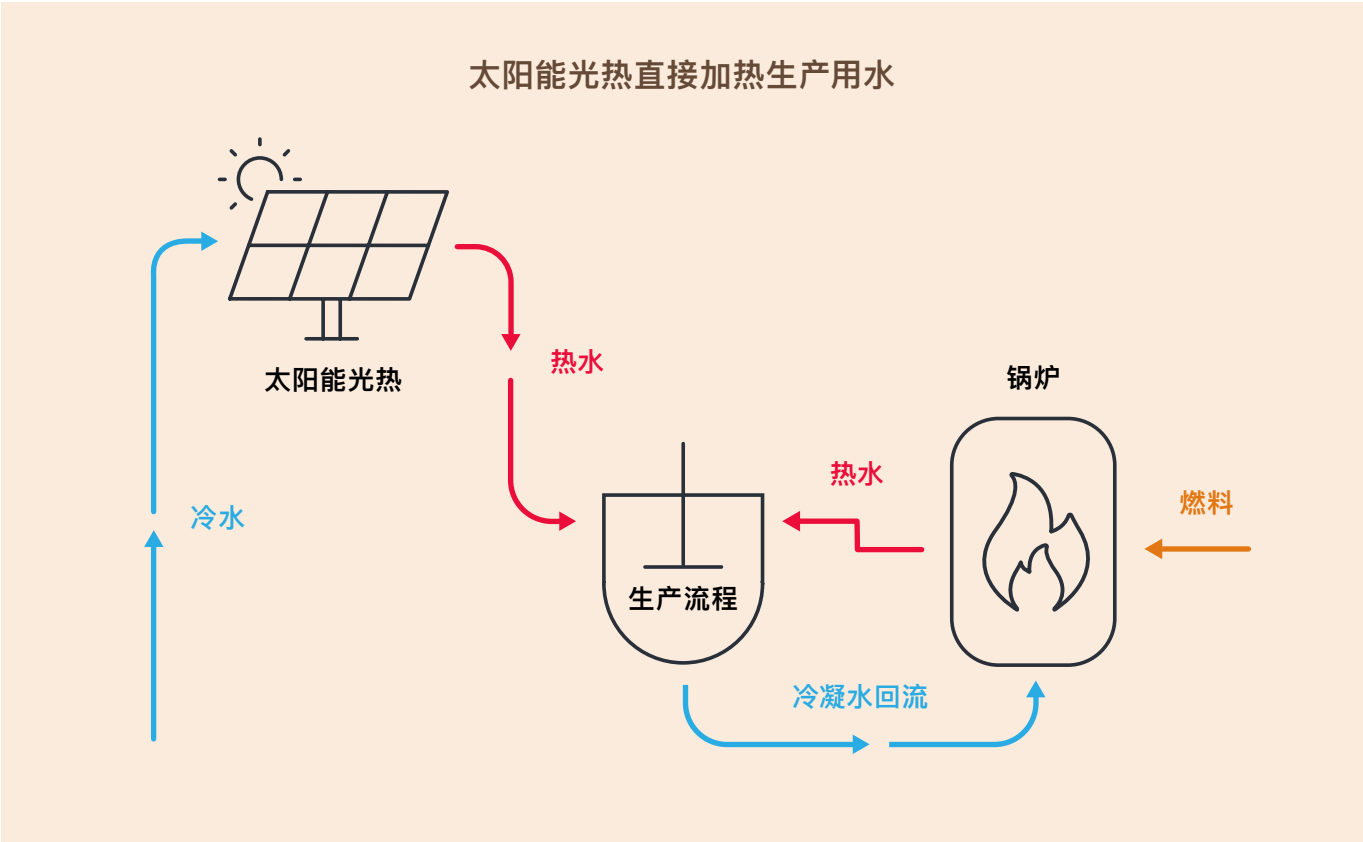 太阳能光热直接加热生产用水
太阳能光热
热水
锅炉
热水
燃料
冷水
生产流程
冷凝水回流